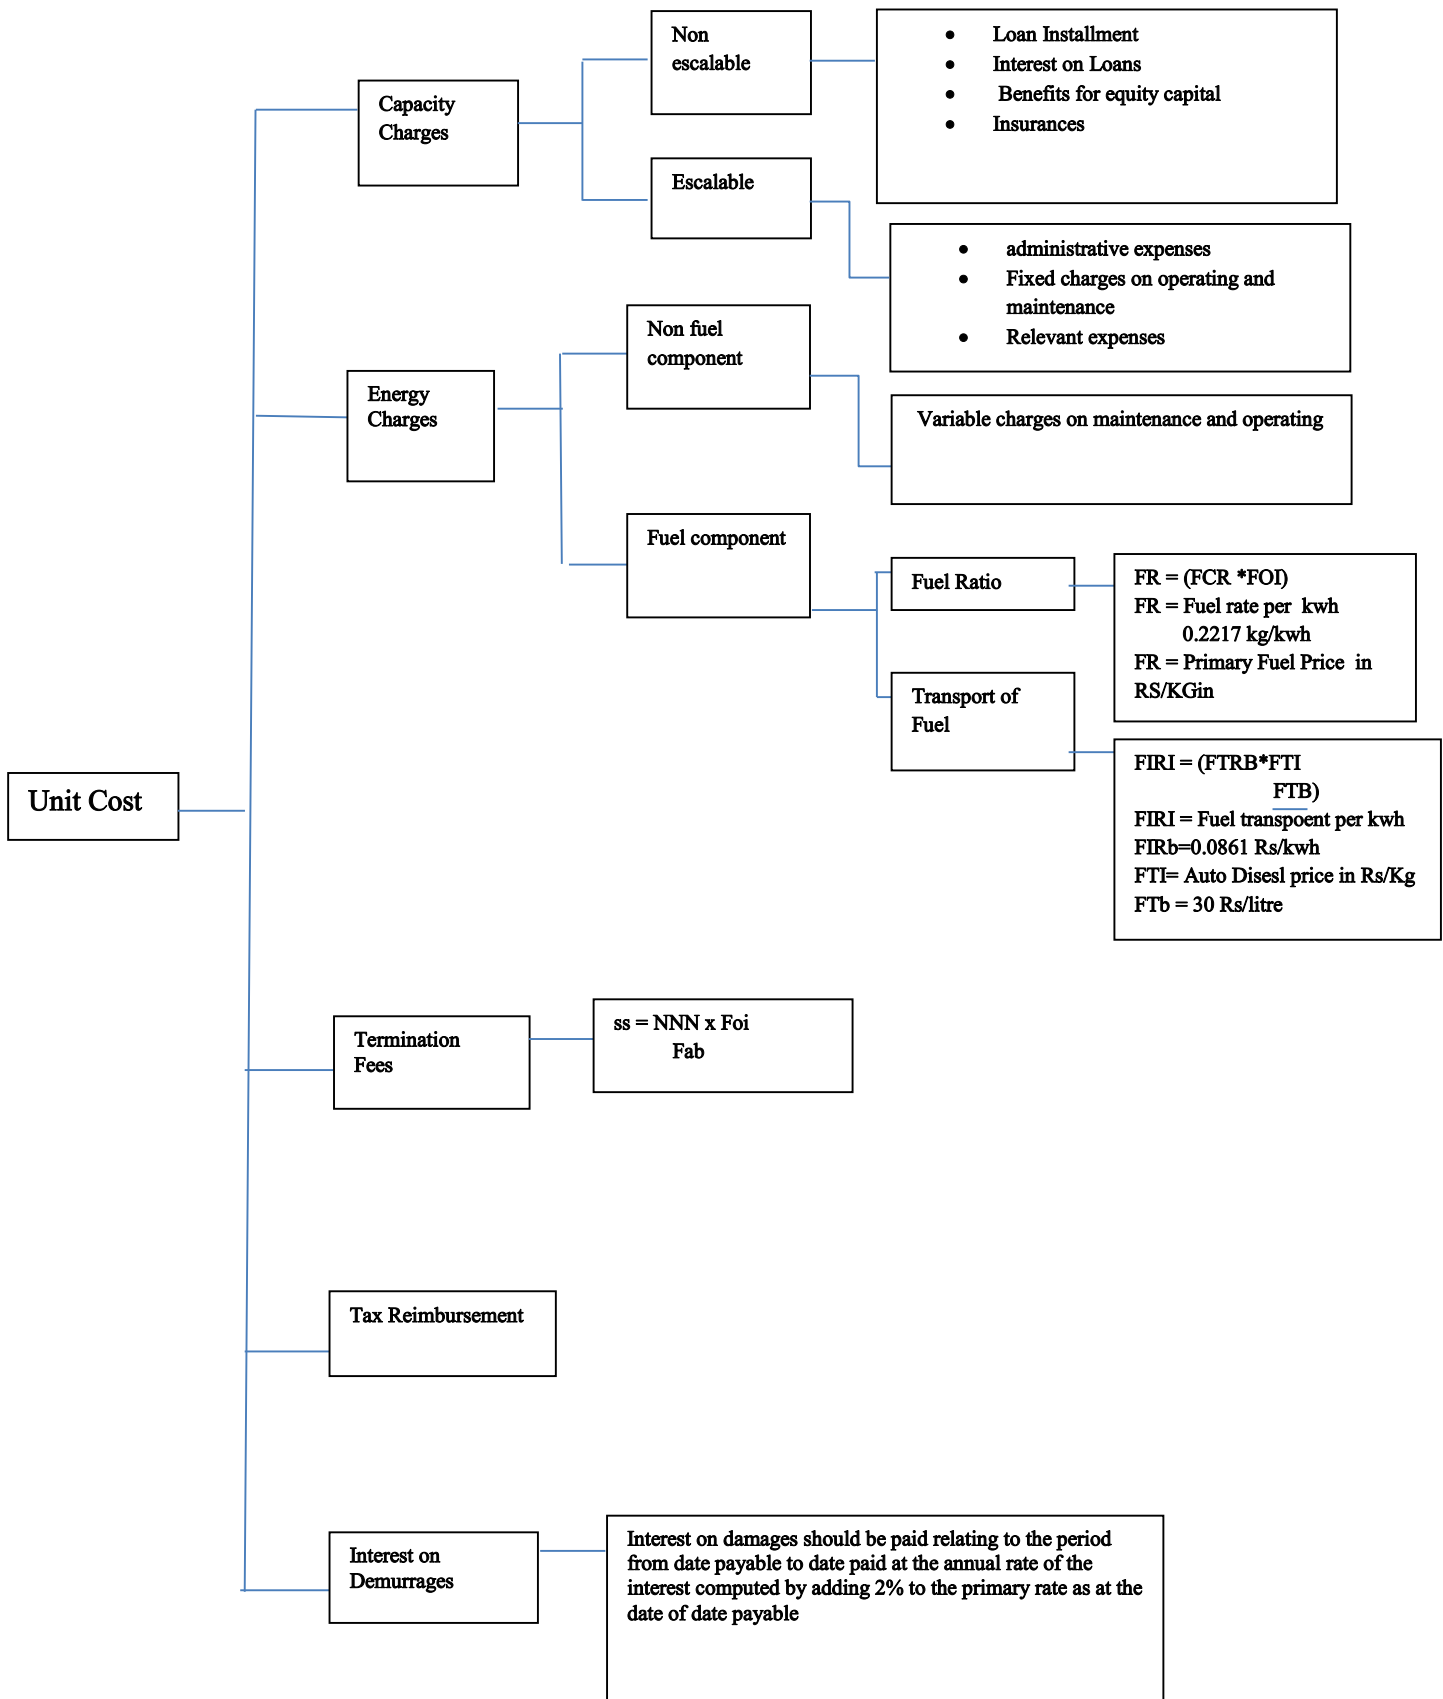 Unit Cost
Capacity
Charges
Non
escalable
• Loan Installment
• Interest on Loans
• Benefits for equity capital
• Insurances
Escalable
• administrative expenses
• Fixed charges on operating and
maintenance
• Relevant expenses
Energy
Charges
Non fuel
component
Variable charges on maintenance and operating
Fuel component
Fuel Ratio
FR = (FCR *FOI)
FR = Fuel rate per kwh
0.2217 kg/kwh
FR = Primary Fuel Price in
RS/KGin
Transport of
Fuel
FIRI = (FTRB*FTI
FTB)
FIRI = Fuel transpoent per kwh
FIRb=0.0861 Rs/kwh
FTI= Auto Disesl price in Rs/Kg
FTb = 30 Rs/litre
Termination
Fees
ss = NNN x Foi
Fab
Tax Reimbursement
Interest on
Demurrages
Interest on damages should be paid relating to the period
from date payable to date paid at the annual rate of the
interest computed by adding 2% to the primary rate as at the
date of date payable